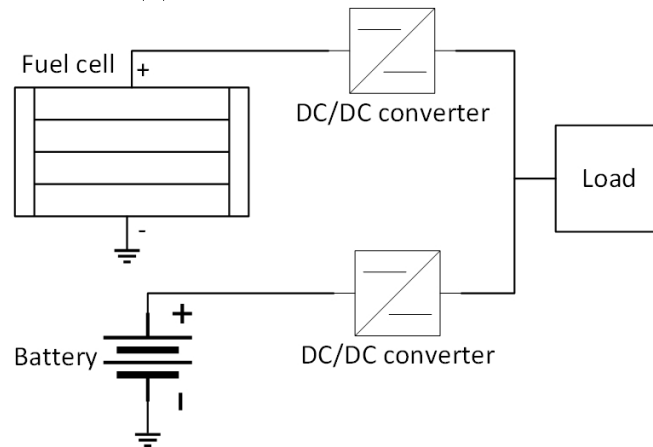 Fuel cell
+
DC/DC converter
Load
-
+
DC/DC converter
Battery